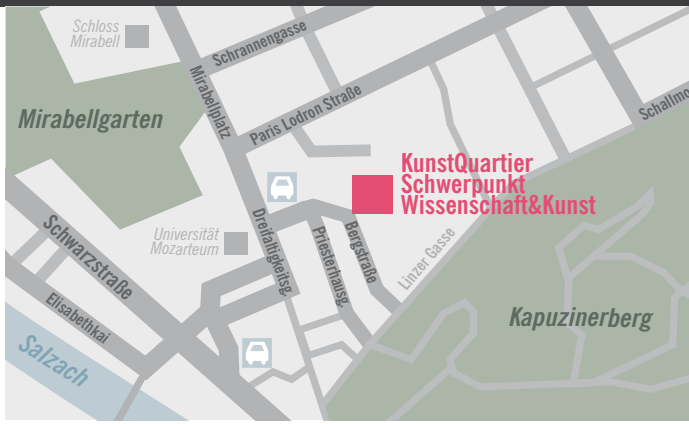 Schloss
Mirabell
Schrannengasse
Mirabellplatz
Mirabellgarten
Paris Lodron Straße
Schallmo
KunstQuartier
Schwerpunkt
Wissenschaft&Kunst
Schwarzstraße
Universität
Mozarteum
Dreifaltigkeitsg.
Priesterhausg.
Bergstraße
Linzer Gasse
Elisabethkai
Kapuzinerberg
Salzach